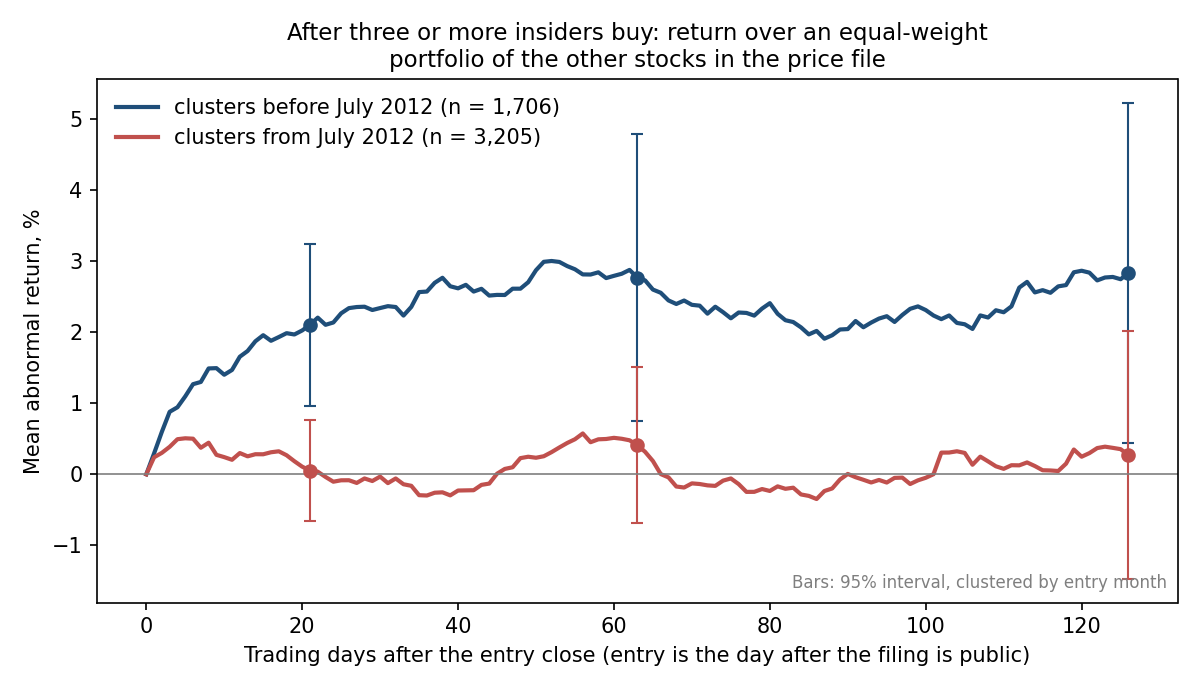 After three or more insiders buy: return over an equal-weight
portfolio of the other stocks in the price file
clusters before July 2012 (n = 1,706)
clusters from July 2012 (n = 3,205)
Mean abnormal return, %
5
4
3
2
1
0
−1
Bars: 95% interval, clustered by entry month
0 20 40 60 80 100 120
Trading days after the entry close (entry is the day after the filing is public)